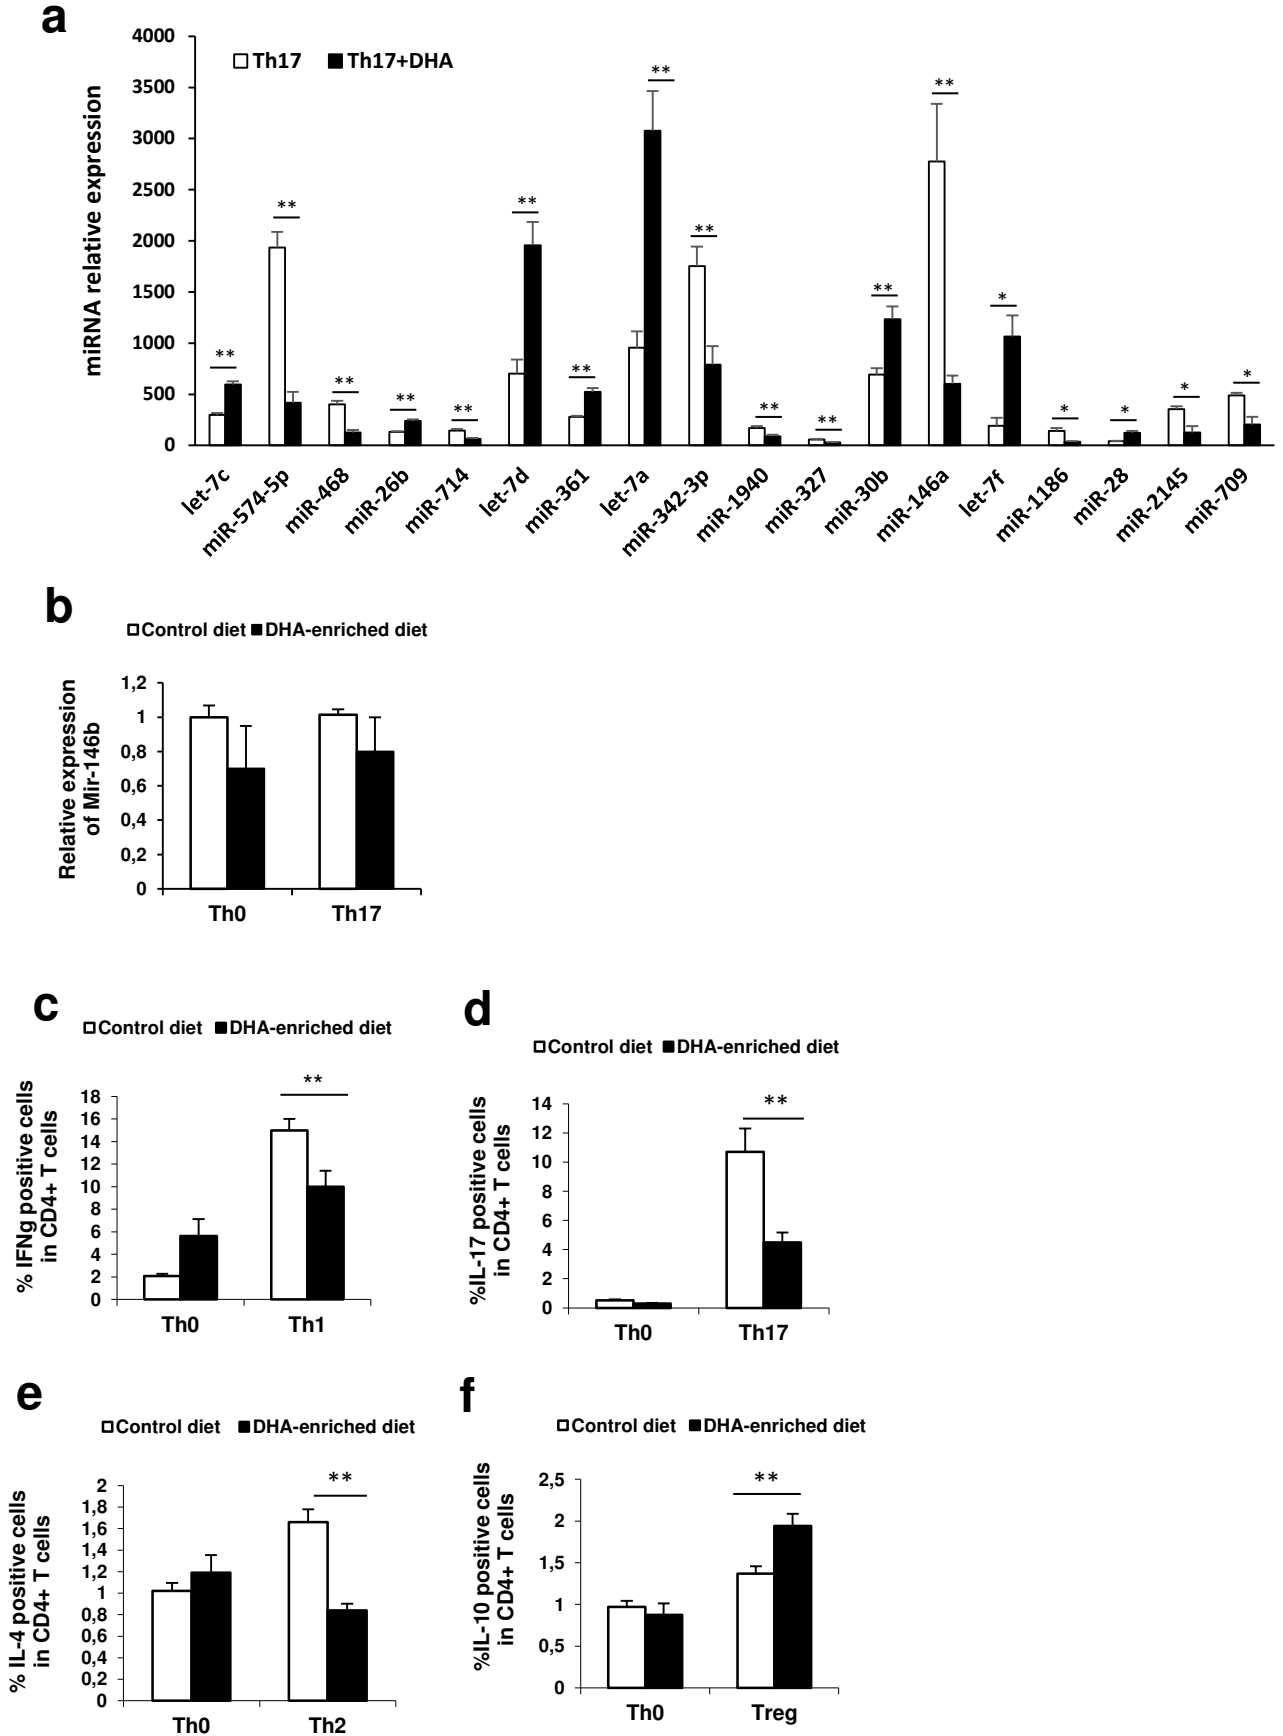 a
4000
3500
3000
2500
2000
1500
1000
500
0
miRNA relative expression
Th17 Th17+DHA
** ** ** ** ** ** ** ** ** ** ** ** ** * * * * *
let-7c miR-574-5p miR-468 miR-26b miR-714 let-7d miR-361 let-7a miR-342-3p miR-1940 miR-327 miR-30b miR-146a let-7f miR-1186 miR-28 miR-2145 miR-709
b
Control diet DHA-enriched diet
Relative expression
of Mir-146b
1,2
1
0,8
0,6
0,4
0,2
0
Th0 Th17
c
Control diet DHA-enriched diet
% IFNg positive cells
in CD4+ T cells
18
16
14
12
10
8
6
4
2
0
**
Th0 Th1
d
Control diet DHA-enriched diet
%IL-17 positive cells
in CD4+ T cells
14
12
10
8
6
4
2
0
**
Th0 Th17
e
Control diet DHA-enriched diet
% IL-4 positive cells
in CD4+ T cells
2
1,8
1,6
1,4
1,2
1
0,8
0,6
0,4
0,2
0
**
Th0 Th2
f
Control diet DHA-enriched diet
%IL-10 positive cells
in CD4+ T cells
2,5
2
1,5
1
0,5
0
**
Th0 Treg